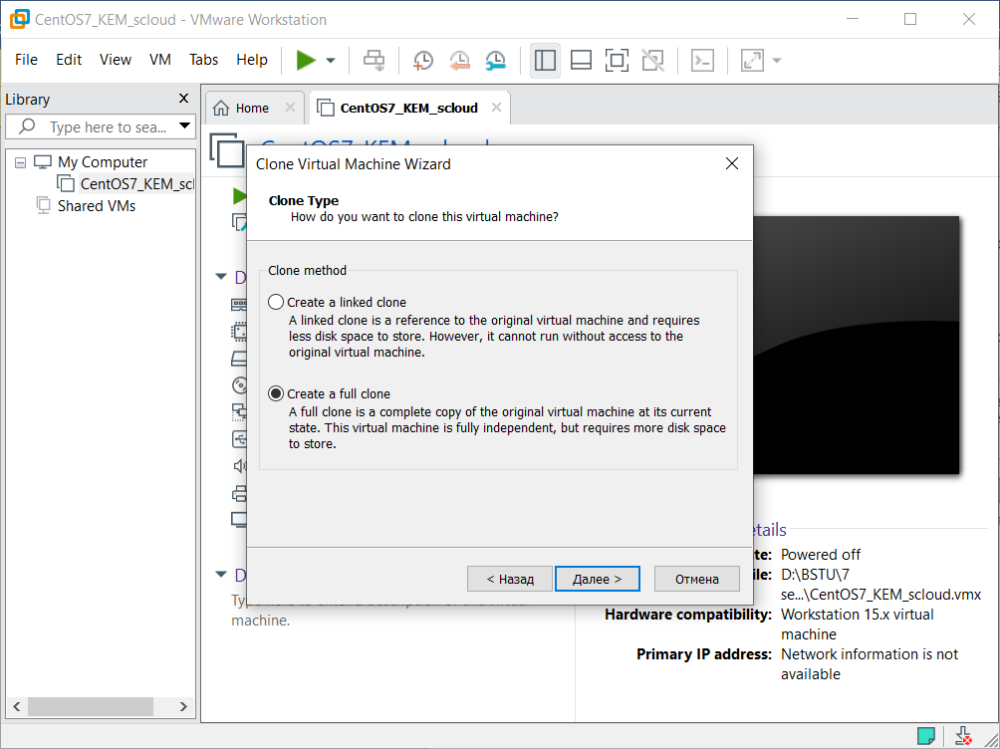 CentOS7_KEM_scloud - VMware Workstation
File Edit View VM Tabs Help
Library
Home
CentOS7_KEM_scloud
Type here to sea...
My Computer
CentOS7_KEM_scl
Shared VMs
Clone Virtual Machine Wizard
Clone Type
How do you want to clone this virtual machine?
Clone method
Create a linked clone
A linked clone is a reference to the original virtual machine and requires
less disk space to store. However, it cannot run without access to the
original virtual machine.
Create a full clone
A full clone is a complete copy of the original virtual machine at its current
state. This virtual machine is fully independent, but requires more disk space
to store.
< Назад
Далее >
Отмена
machine.
etails
te: Powered off
ile: D:\BSTU\7
se...\CentOS7_KEM_scloud.vmx
Hardware compatibility: Workstation 15.x virtual
machine
Primary IP address: Network information is not
available